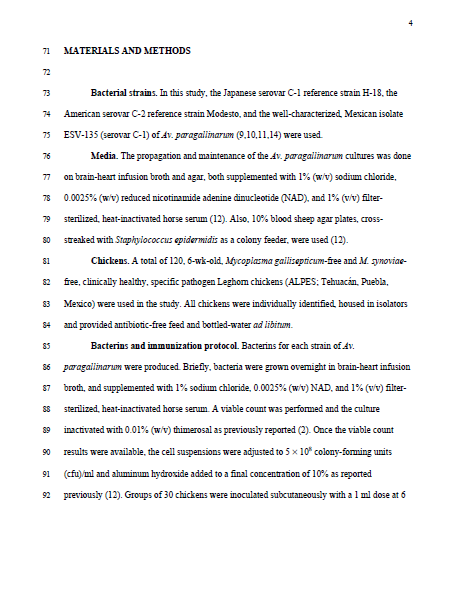 4
71 MATERIALS AND METHODS
72
73 Bacterial strains. In this study, the Japanese serovar C-1 reference strain H-18, the
74 American serovar C-2 reference strain Modesto, and the well-characterized, Mexican isolate
75 ESV-135 (serovar C-1) of Av. paragallinarum (9,10,11,14) were used.
76 Media. The propagation and maintenance of the Av. paragallinarum cultures was done
77 on brain-heart infusion broth and agar, both supplemented with 1% (w/v) sodium chloride,
78 0.0025% (w/v) reduced nicotinamide adenine dinucleotide (NAD), and 1% (v/v) filter-
79 sterilized, heat-inactivated horse serum (12). Also, 10% blood sheep agar plates, cross-
80 streaked with Staphylococcus epidermidis as a colony feeder, were used (12).
81 Chickens. A total of 120, 6-wk-old, Mycoplasma gallisepticum-free and M. synoviae-
82 free, clinically healthy, specific pathogen Leghorn chickens (ALPES; Tehuacán, Puebla,
83 Mexico) were used in the study. All chickens were individually identified, housed in isolators
84 and provided antibiotic-free feed and bottled-water ad libitum.
85 Bacterins and immunization protocol. Bacterins for each strain of Av.
86 paragallinarum were produced. Briefly, bacteria were grown overnight in brain-heart infusion
87 broth, and supplemented with 1% sodium chloride, 0.0025% (w/v) NAD, and 1% (v/v) filter-
88 sterilized, heat-inactivated horse serum. A viable count was performed and the culture
89 inactivated with 0.01% (w/v) thimerosal as previously reported (2). Once the viable count
90 results were available, the cell suspensions were adjusted to 5 × 10⁸ colony-forming units
91 (cfu)/ml and aluminum hydroxide added to a final concentration of 10% as reported
92 previously (12). Groups of 30 chickens were inoculated subcutaneously with a 1 ml dose at 6